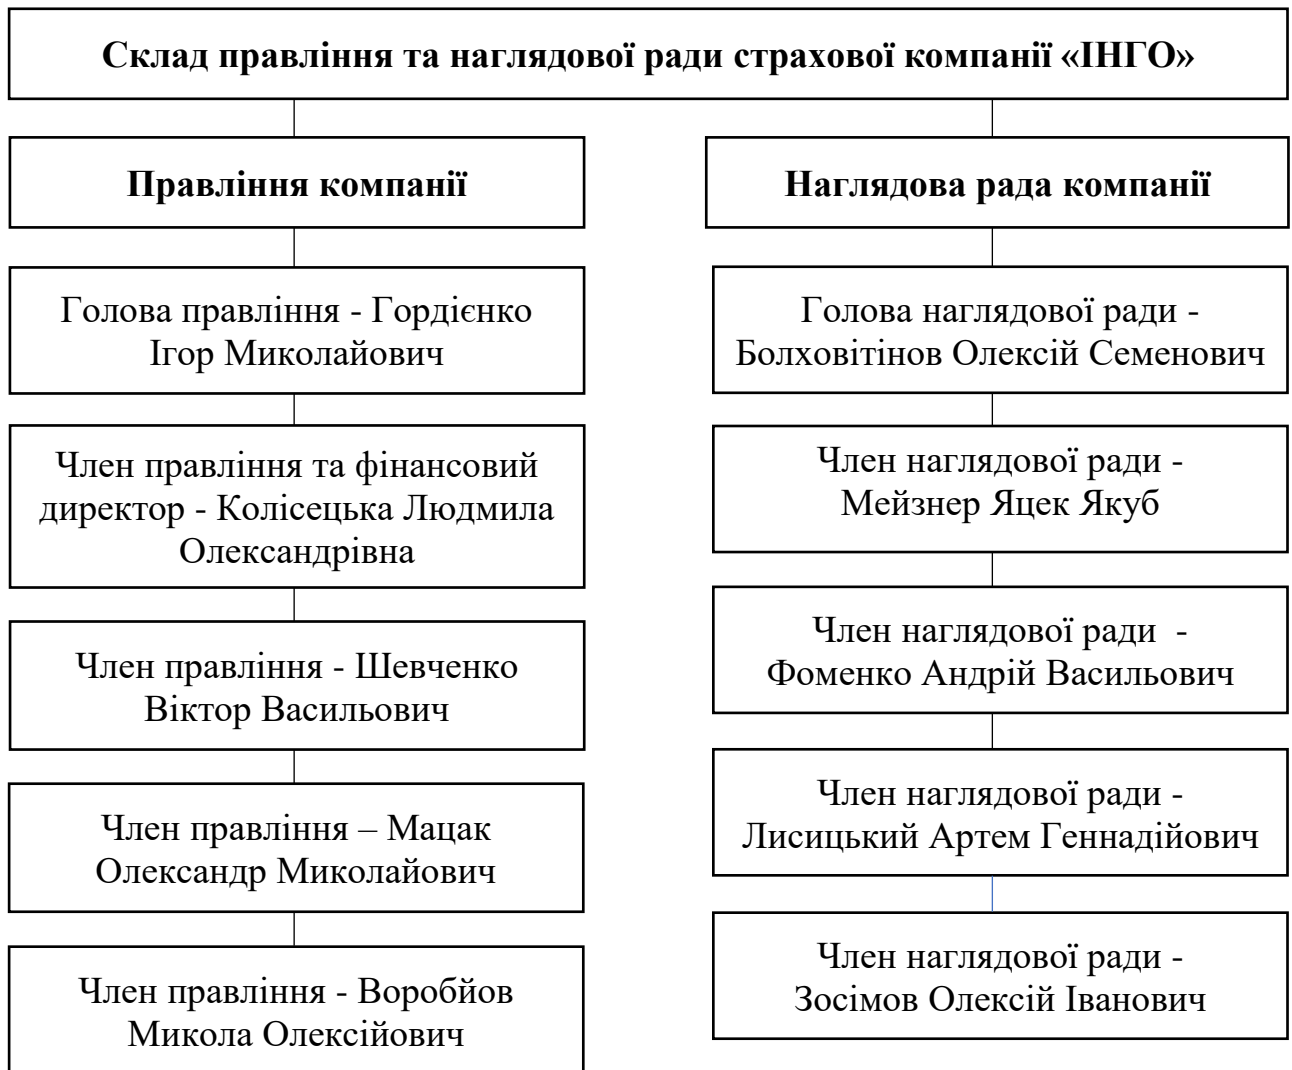 Склад правління та наглядової ради страхової компанії «ІНГО»
Правління компанії
Голова правління - Гордієнко
Ігор Миколайович
Член правління та фінансовий
директор - Колісецька Людмила
Олександрівна
Член правління - Шевченко
Віктор Васильович
Член правління – Мацак
Олександр Миколайович
Член правління - Воробйов
Микола Олексійович
Наглядова рада компанії
Голова наглядової ради -
Болховітінов Олексій Семенович
Член наглядової ради -
Мейзнер Яцек Якуб
Член наглядової ради -
Фоменко Андрій Васильович
Член наглядової ради -
Лисицький Артем Геннадійович
Член наглядової ради -
Зосімов Олексій Іванович